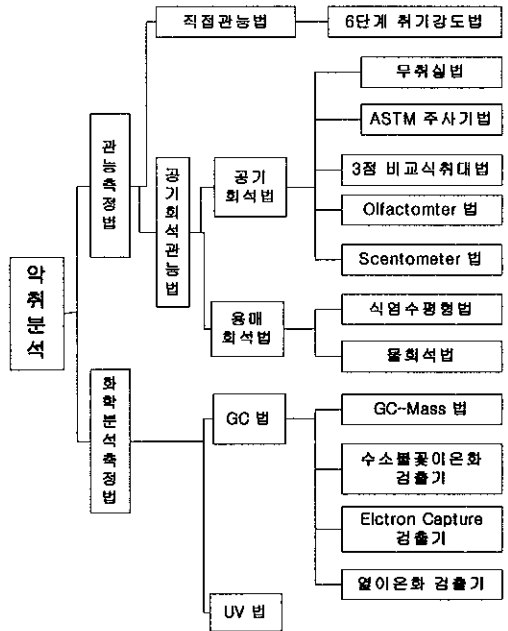 직접관능법
6단계 취기강도법
무취실법
ASTM 주사기법
관능측정법
공기희석관능법
공기
희석법
3점 비교식취대법
Olfactomter 법
Scentometer 법
악취분석
용매
희석법
식염수평형법
물희석법
화학분석측정법
GC 법
GC-Mass 법
수소불꽃이온화
검출기
Elctron Capture
검출기
열이온화 검출기
UV 법